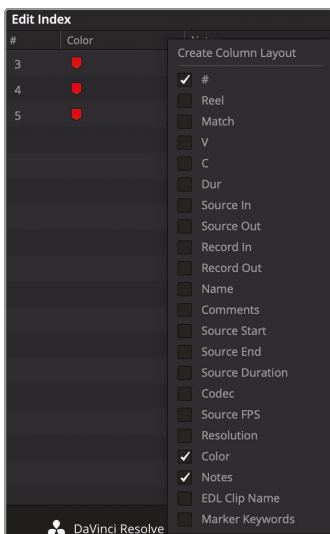 Edit Index
# Color
3
4
5
Create Column Layout
#
Reel
Match
V
C
Dur
Source In
Source Out
Record In
Record Out
Name
Comments
Source Start
Source End
Source Duration
Codec
Source FPS
Resolution
Color
Notes
EDL Clip Name
Marker Keywords
DaVinci Resolve